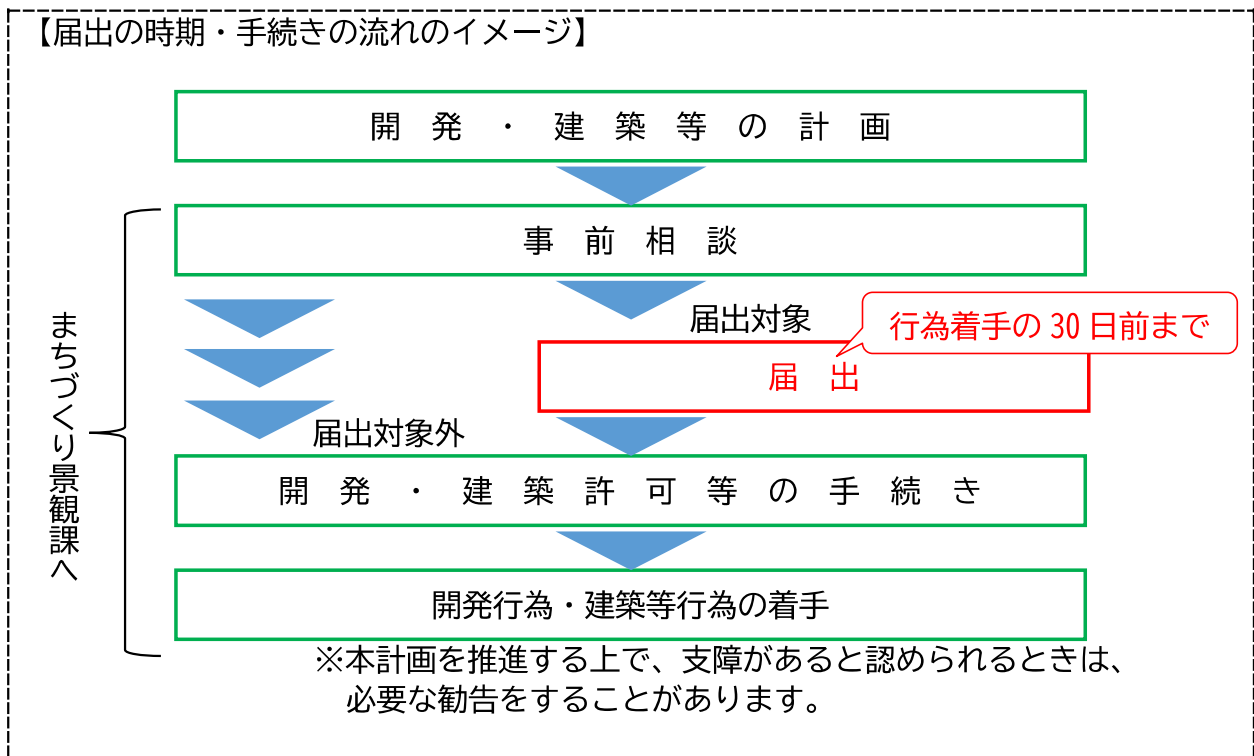 【届出の時期・手続きの流れのイメージ】
開発・建築等の計画
事前相談
まちづくり景観課へ
届出対象
行為着手の 30 日前まで
届出
届出対象外
開発・建築許可等の手続き
開発行為・建築等行為の着手
※本計画を推進する上で、支障があると認められるときは、
必要な勧告をすることがあります。